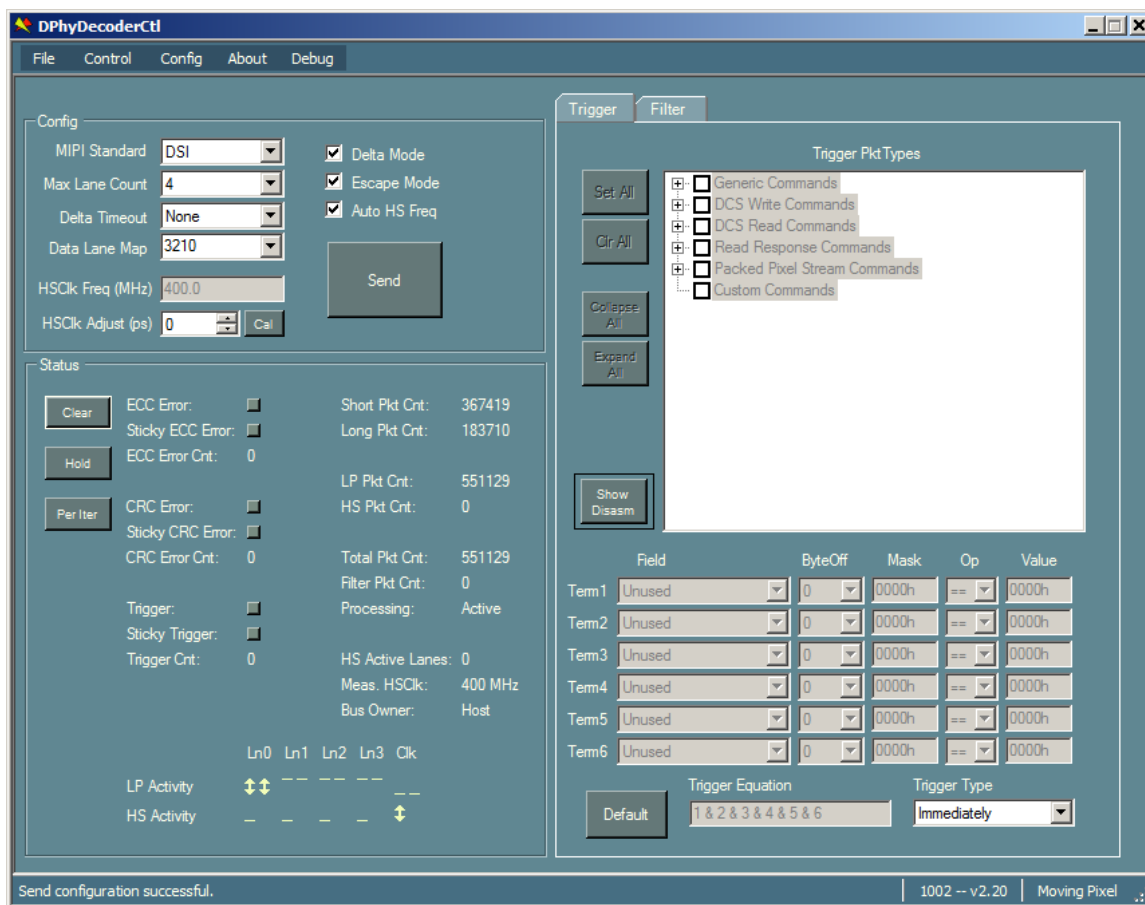 DPhyDecoderCtl
File Control Config About Debug
Config
MIPI Standard DSI
Max Lane Count 4
Delta Timeout None
Data Lane Map 3210
HSClk Freq (MHz) 400.0
HSClk Adjust (ps) 0 Cal
Delta Mode
Escape Mode
Auto HS Freq
Send
Status
Clear
Hold
Per Iter
ECC Error:
Sticky ECC Error:
ECC Error Cnt: 0
CRC Error:
Sticky CRC Error:
CRC Error Cnt: 0
Trigger:
Sticky Trigger:
Trigger Cnt: 0
Short Pkt Cnt: 367419
Long Pkt Cnt: 183710
LP Pkt Cnt: 551129
HS Pkt Cnt: 0
Total Pkt Cnt: 551129
Filter Pkt Cnt: 0
Processing: Active
HS Active Lanes: 0
Meas. HSClk: 400 MHz
Bus Owner: Host
Ln0 Ln1 Ln2 Ln3 Clk
LP Activity
HS Activity
Trigger Filter
Trigger PktTypes
Set All
Clr All
Collapse
All
Expand
All
Show
Disasm
Generic Commands
DCS Write Commands
DCS Read Commands
Read Response Commands
Packed Pixel Stream Commands
Custom Commands
Field ByteOff Mask Op Value
Term1 Unused 0 0000h == 0000h
Term2 Unused 0 0000h == 0000h
Term3 Unused 0 0000h == 0000h
Term4 Unused 0 0000h == 0000h
Term5 Unused 0 0000h == 0000h
Term6 Unused 0 0000h == 0000h
Default
Trigger Equation
1 & 2 & 3 & 4 & 5 & 6
Trigger Type
Immediately
Send configuration successful.
1002 -- v2.20
Moving Pixel